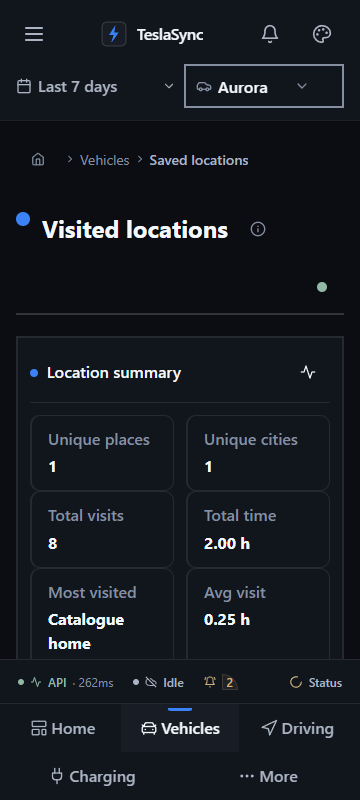 TeslaSync
Last 7 days
Aurora
Vehicles
Saved locations
Visited locations
Location summary
Unique places
1
Unique cities
1
Total visits
8
Total time
2.00 h
Most visited
Catalogue
home
Avg visit
0.25 h
API · 262ms
Idle
2
Status
Home
Vehicles
Driving
Charging
More